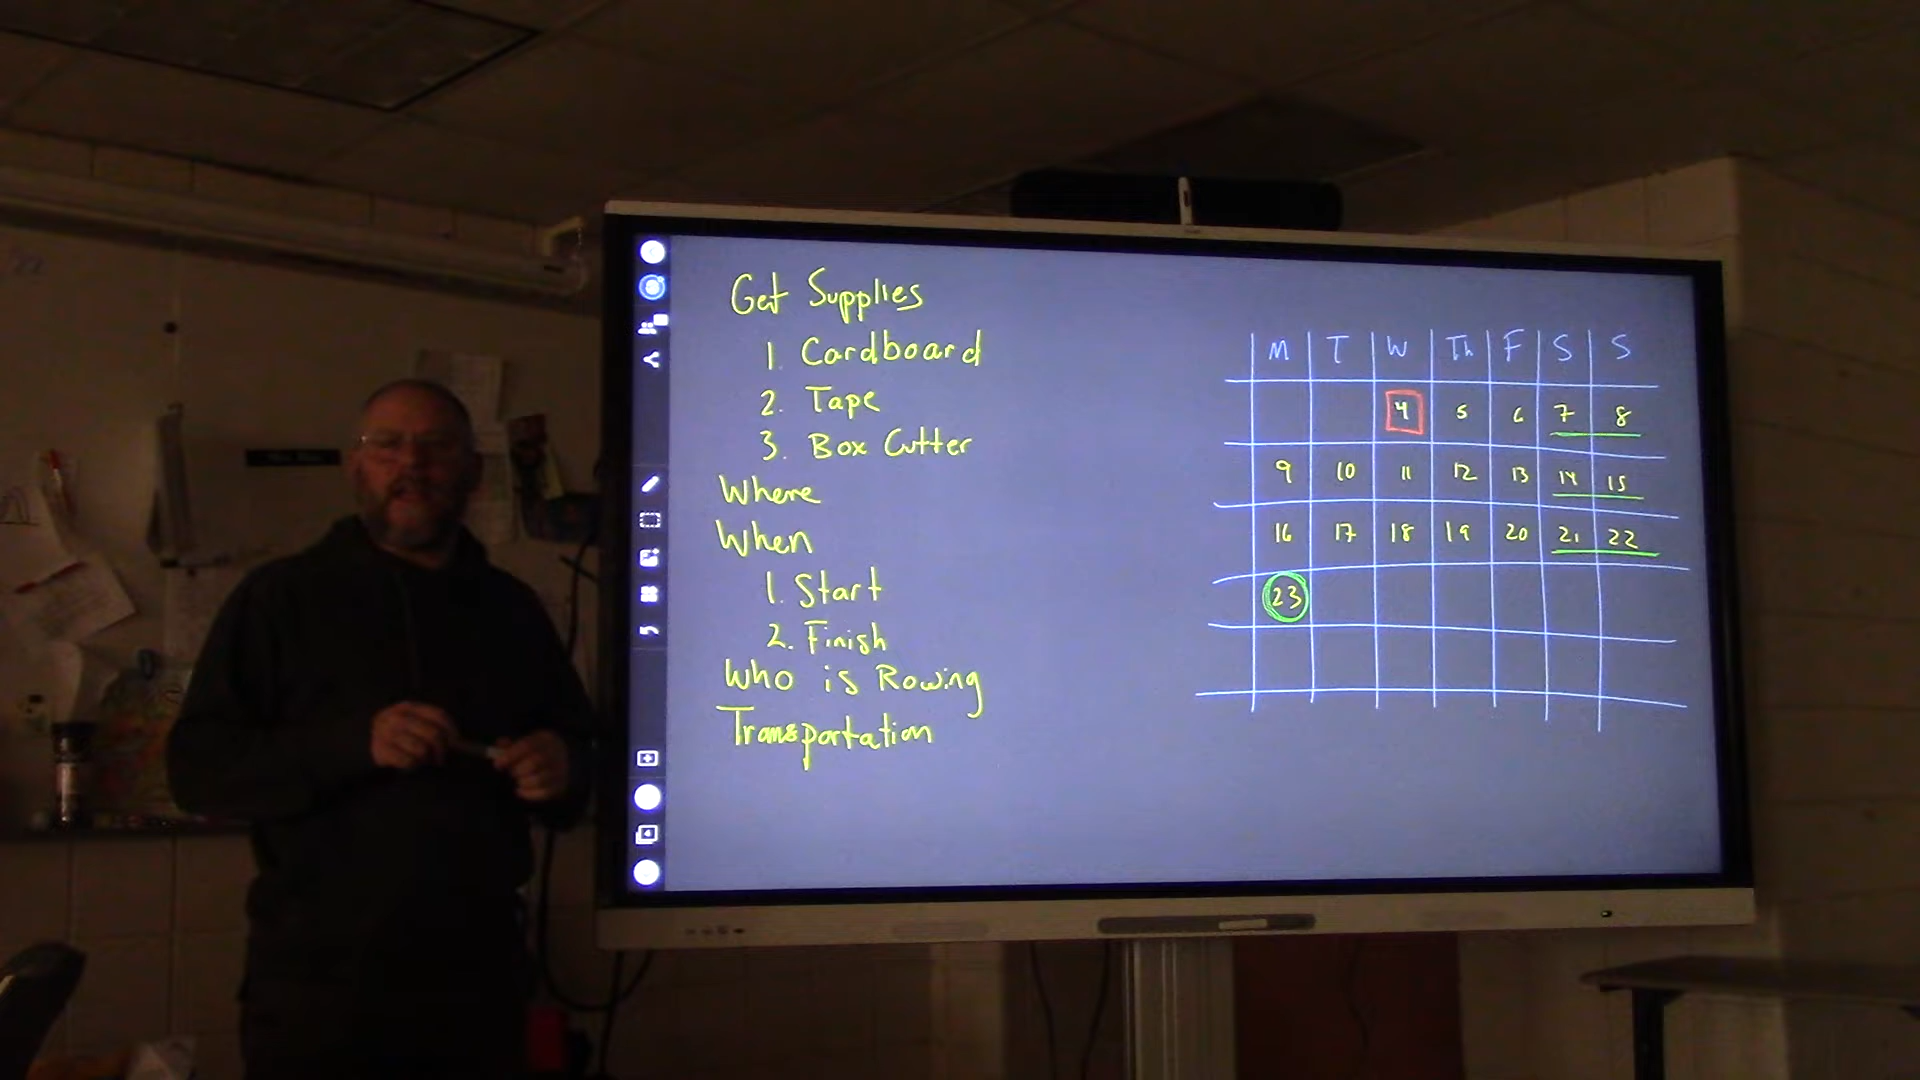 Get Supplies
1. Cardboard
2. Tape
3. Box Cutter
Where
When
1. Start
2. Finish
Who is Rowing
Transportation
M T W Th F S S
4 5 6 7 8
9 10 11 12 13 14 15
16 17 18 19 20 21 22
23